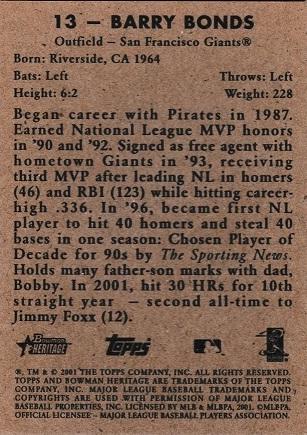 13 – BARRY BONDS
Outfield – San Francisco Giants®
Born: Riverside, CA 1964
Bats: Left Throws: Left
Height: 6:2 Weight: 228
Began career with Pirates in 1987.
Earned National League MVP honors
in '90 and '92. Signed as free agent with
hometown Giants in '93, receiving
third MVP after leading NL in homers
(46) and RBI (123) while hitting career-
high .336. In '96, became first NL
player to hit 40 homers and steal 40
bases in one season: Chosen Player of
Decade for 90s by The Sporting News.
Holds many father-son marks with dad,
Bobby. In 2001, hit 30 HRs for 10th
straight year – second all-time to
Jimmy Foxx (12).
Bowman HERITAGE Topps
®, TM & © 2001 THE TOPPS COMPANY, INC. ALL RIGHTS RESERVED.
TOPPS AND BOWMAN HERITAGE ARE TRADEMARKS OF THE TOPPS
COMPANY, INC. MAJOR LEAGUE BASEBALL TRADEMARKS AND
COPYRIGHTS ARE USED WITH PERMISSION OF MAJOR LEAGUE
BASEBALL PROPERTIES, INC. LICENSED BY MLB & MLBPA, 2001. ©MLBPA,
OFFICIAL LICENSEE – MAJOR LEAGUE BASEBALL PLAYERS ASSOCIATION.